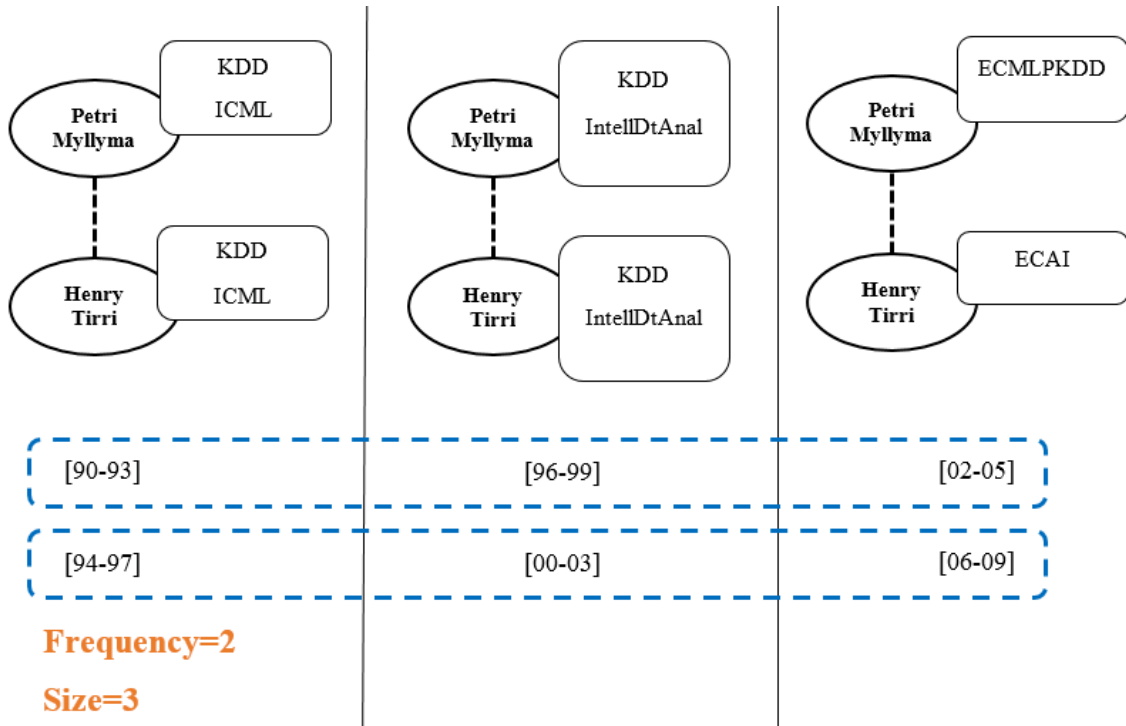 KDD
ICML
Petri
Myllyma
KDD
ICML
Henry
Tirri
KDD
IntellDtAnal
Petri
Myllyma
KDD
IntellDtAnal
Henry
Tirri
ECMLPKDD
Petri
Myllyma
ECAI
Henry
Tirri
[90-93] [96-99] [02-05]
[94-97] [00-03] [06-09]
Frequency=2
Size=3